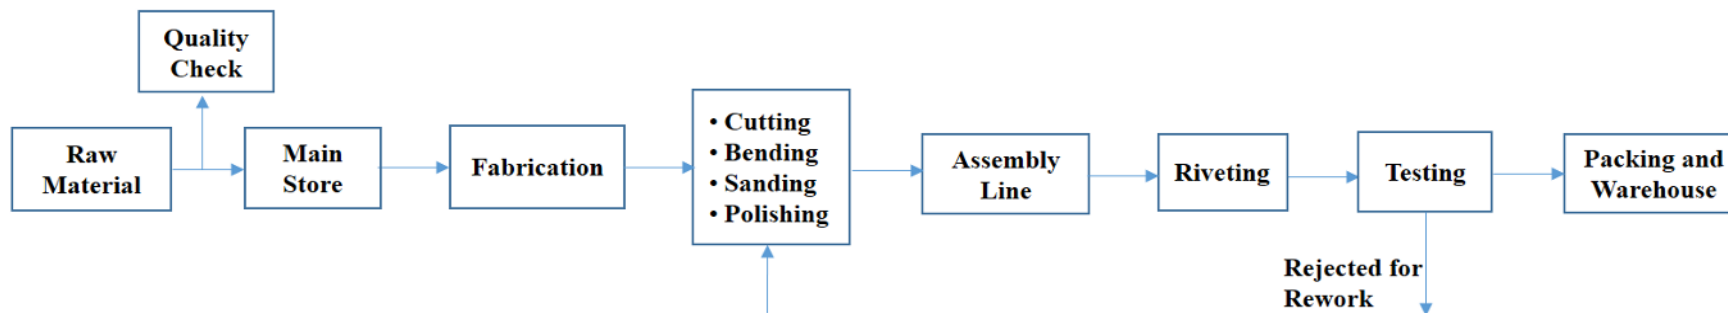 Quality
Check
Raw
Material
Main
Store
Fabrication
• Cutting
• Bending
• Sanding
• Polishing
Assembly
Line
Riveting
Testing
Packing and
Warehouse
Rejected for
Rework